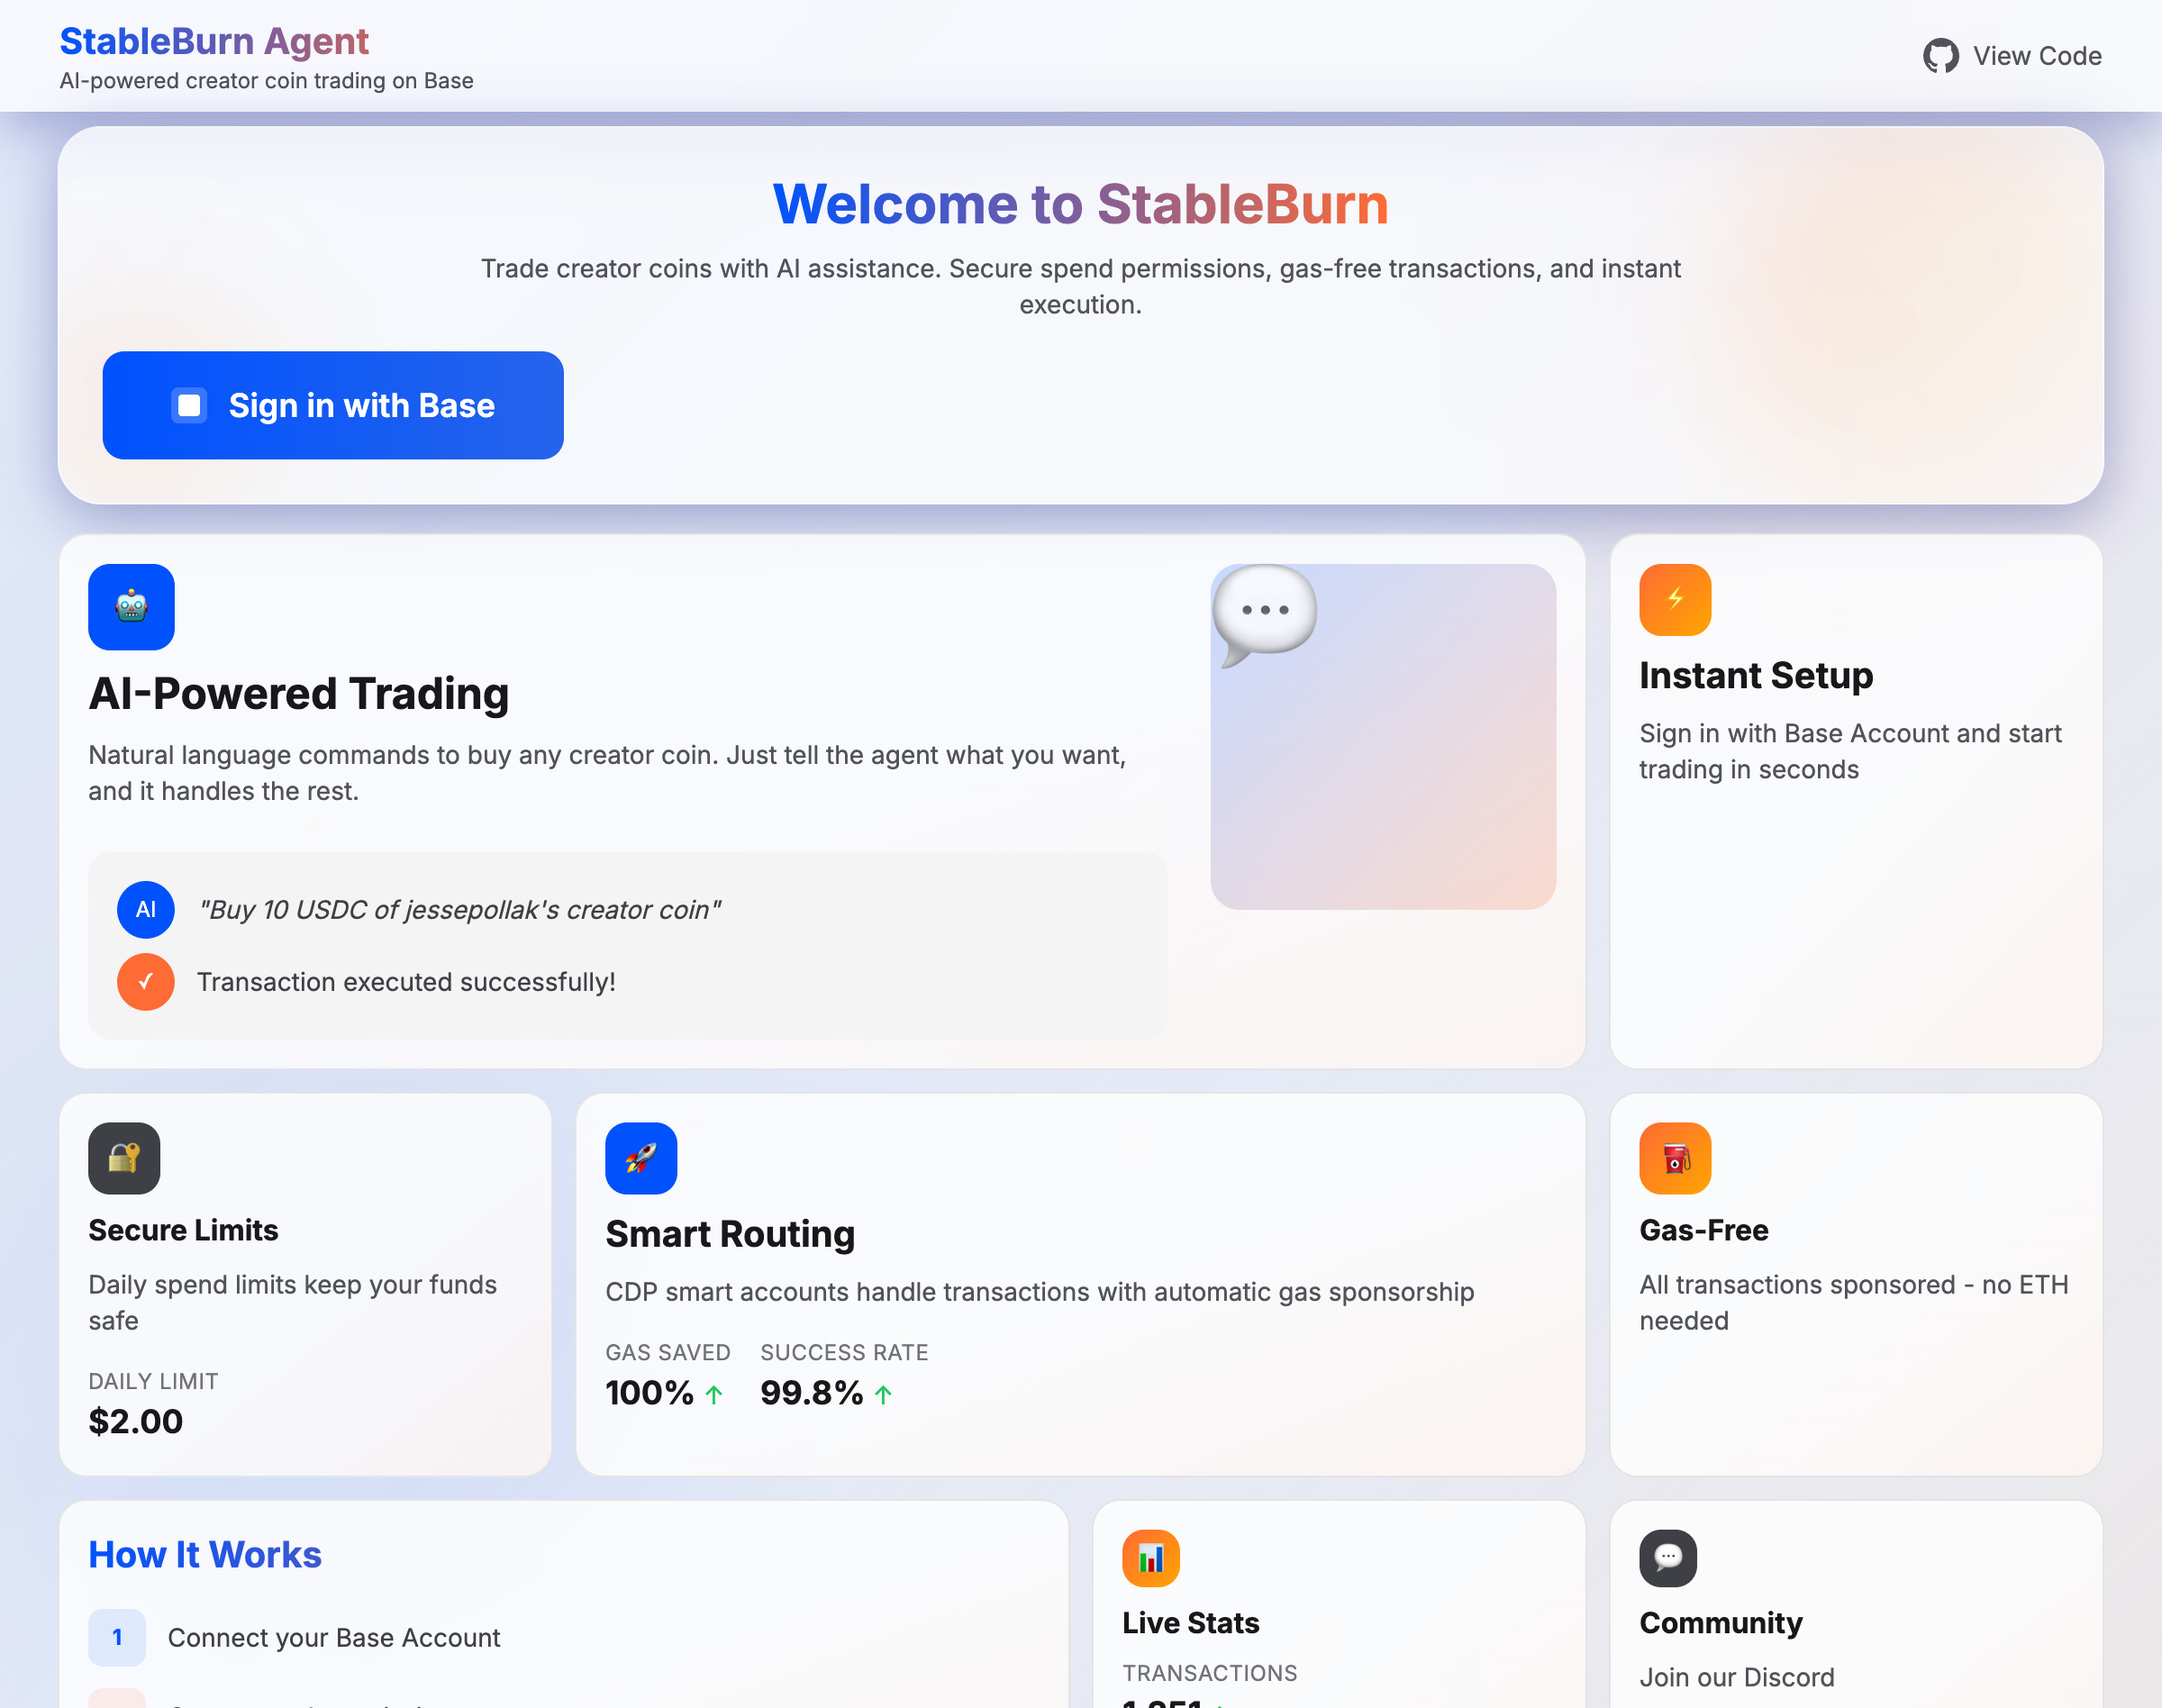 StableBurn Agent
AI-powered creator coin trading on Base
View Code
Welcome to StableBurn
Trade creator coins with AI assistance. Secure spend permissions, gas-free transactions, and instant
execution.
Sign in with Base
AI-Powered Trading
Natural language commands to buy any creator coin. Just tell the agent what you want,
and it handles the rest.
AI
"Buy 10 USDC of jessepollak's creator coin"
✓
Transaction executed successfully!
Instant Setup
Sign in with Base Account and start
trading in seconds
Secure Limits
Daily spend limits keep your funds
safe
DAILY LIMIT
$2.00
Smart Routing
CDP smart accounts handle transactions with automatic gas sponsorship
GAS SAVED
100% ↑
SUCCESS RATE
99.8% ↑
Gas-Free
All transactions sponsored - no ETH
needed
How It Works
1
Connect your Base Account
Live Stats
TRANSACTIONS
Community
Join our Discord